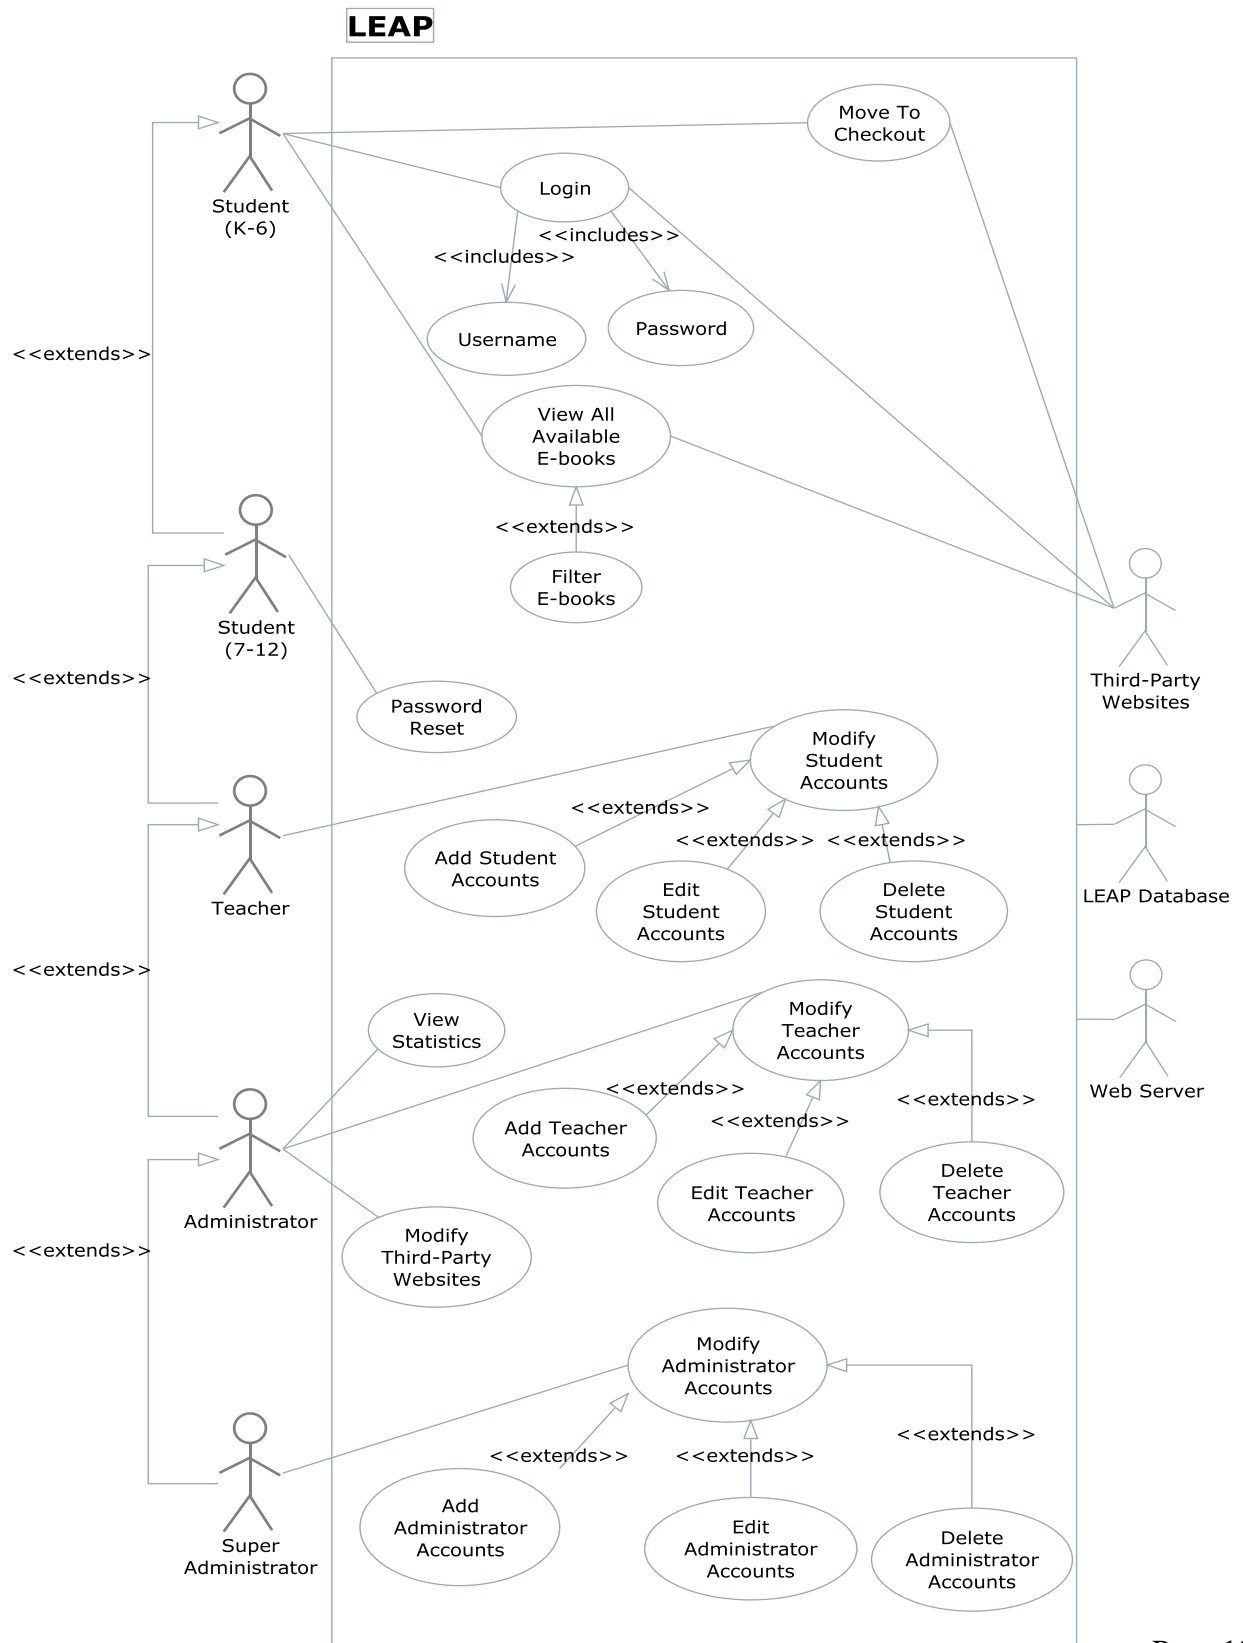 LEAP
Move To
Checkout
Login
<<includes>>
<<includes>>
Student
(K-6)
Username
Password
<<extends>>
View All
Available
E-books
<<extends>>
Filter
E-books
Student
(7-12)
<<extends>>
Third-Party
Websites
Password
Reset
Modify
Student
Accounts
<<extends>>
<<extends>>
<<extends>>
Add Student
Accounts
Edit
Student
Accounts
Delete
Student
Accounts
Teacher
LEAP Database
<<extends>>
View
Statistics
Modify
Teacher
Accounts
<<extends>>
<<extends>>
<<extends>>
Web Server
Add Teacher
Accounts
Edit Teacher
Accounts
Delete
Teacher
Accounts
Administrator
<<extends>>
Modify
Third-Party
Websites
Modify
Administrator
Accounts
<<extends>>
<<extends>>
<<extends>>
Add
Administrator
Accounts
Edit
Administrator
Accounts
Delete
Administrator
Accounts
Super
Administrator